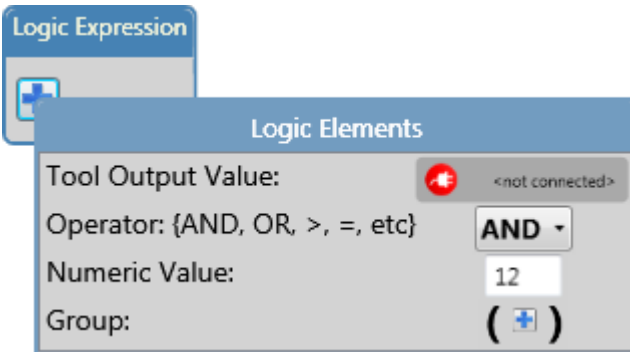 Logic Expression
Logic Elements
Tool Output Value: <not connected>
Operator: {AND, OR, >, =, etc} AND
Numeric Value: 12
Group: ( )